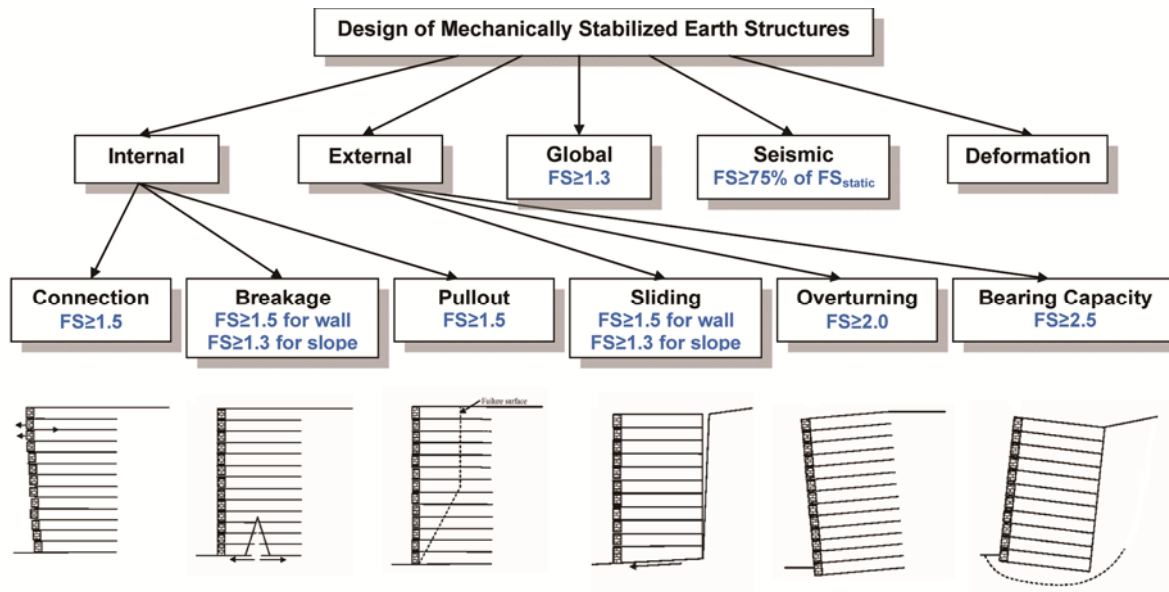 Design of Mechanically Stabilized Earth Structures
Internal
External
Global
FS≥1.3
Seismic
FS≥75% of FSstatic
Deformation
Connection
FS≥1.5
Breakage
FS≥1.5 for wall
FS≥1.3 for slope
Pullout
FS≥1.5
Sliding
FS≥1.5 for wall
FS≥1.3 for slope
Overturning
FS≥2.0
Bearing Capacity
FS≥2.5
Failure surface